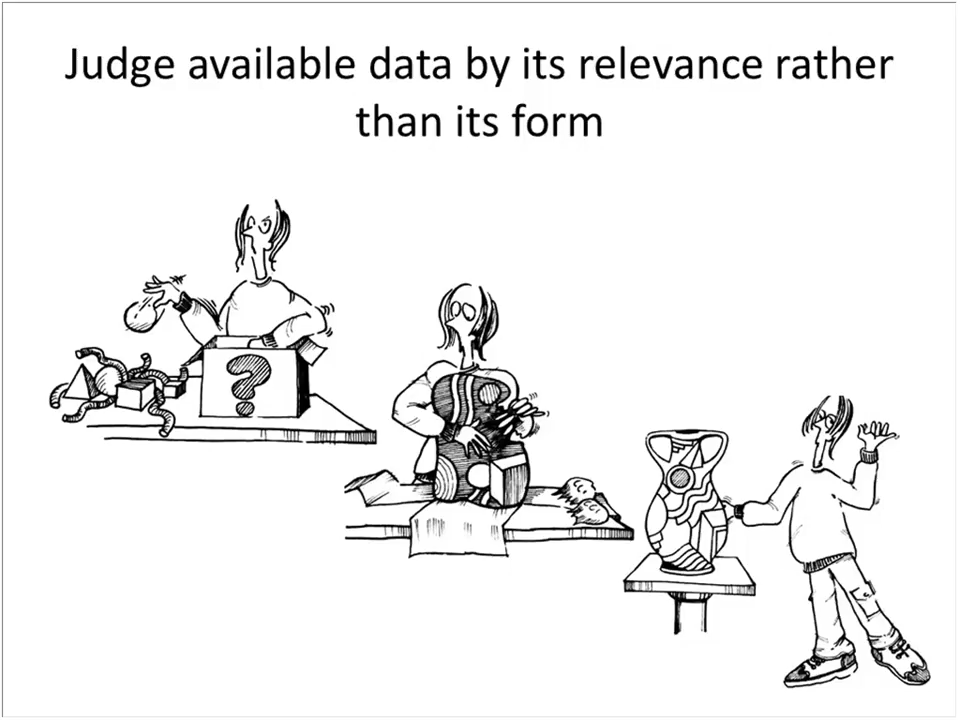 Judge available data by its relevance rather
than its form
?